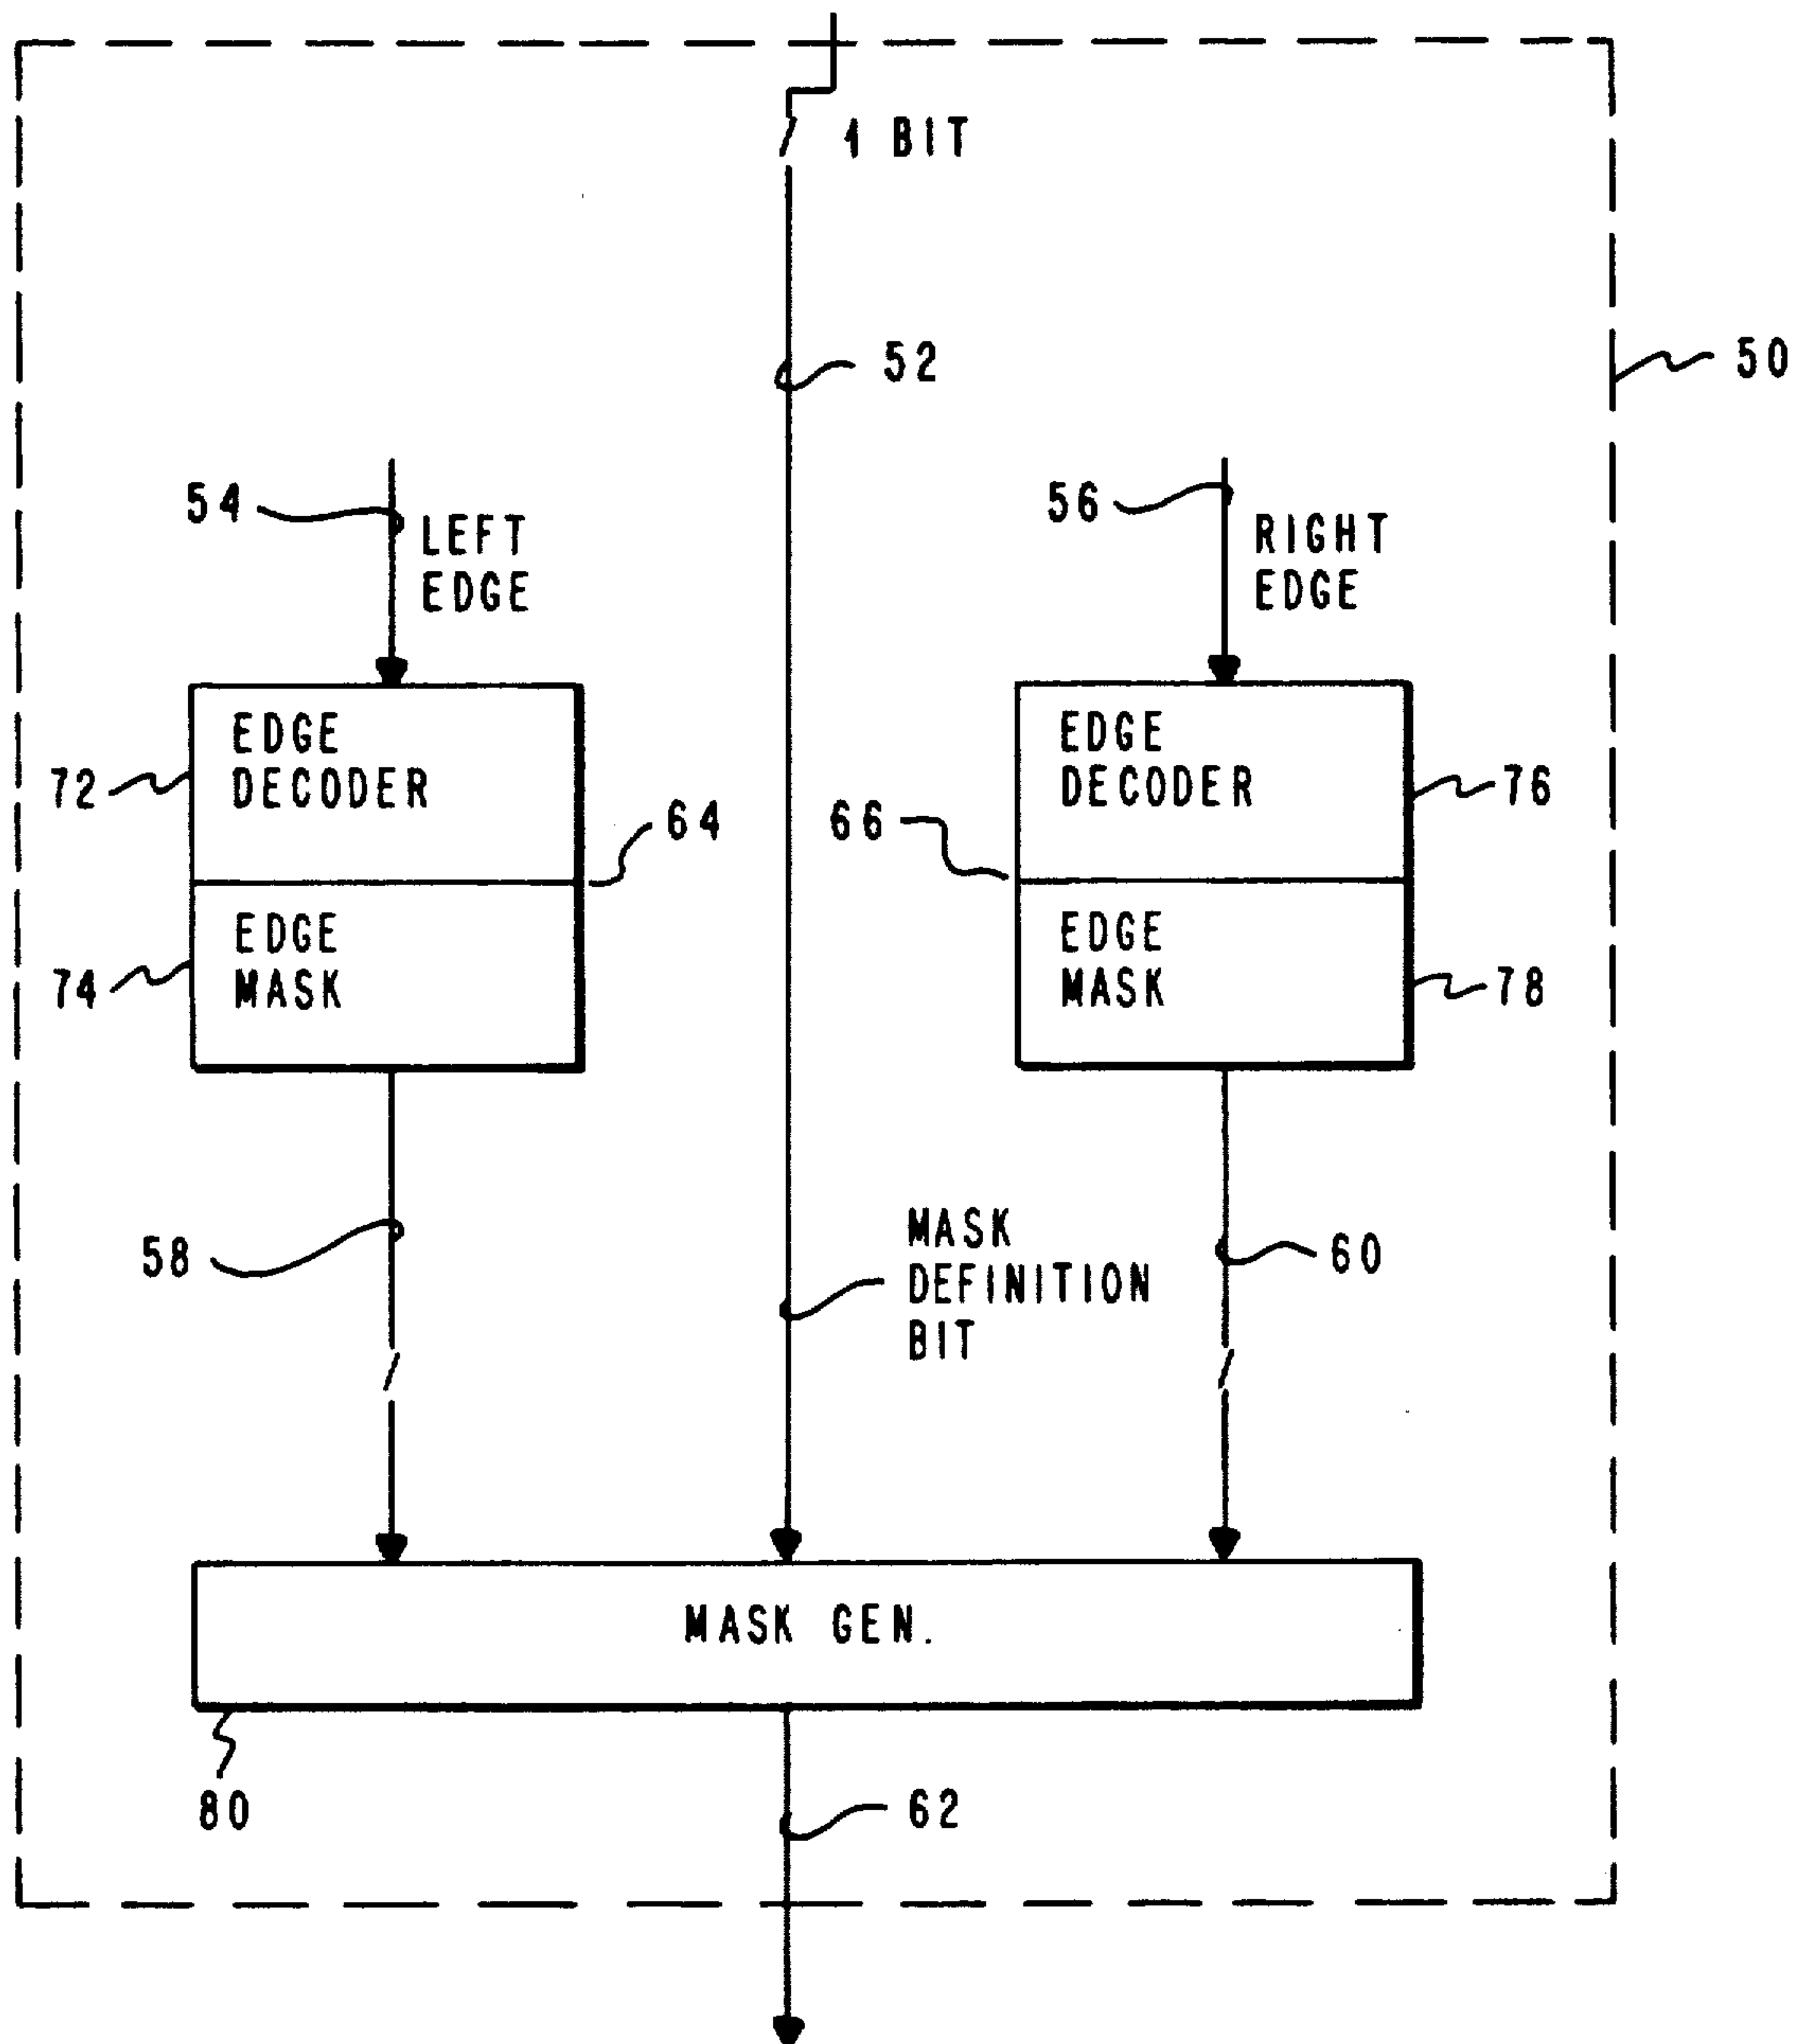 1 BIT
52
50
54
LEFT
EDGE
56
RIGHT
EDGE
EDGE
DECODER
72
64
EDGE
MASK
74
EDGE
DECODER
76
66
EDGE
MASK
78
58
MASK
DEFINITION
BIT
60
MASK GEN.
80
62